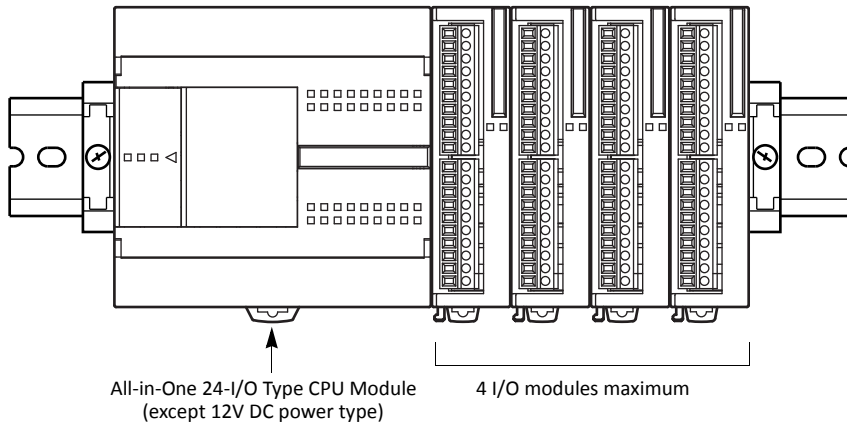 All-in-One 24-I/O Type CPU Module
(except 12V DC power type)
4 I/O modules maximum